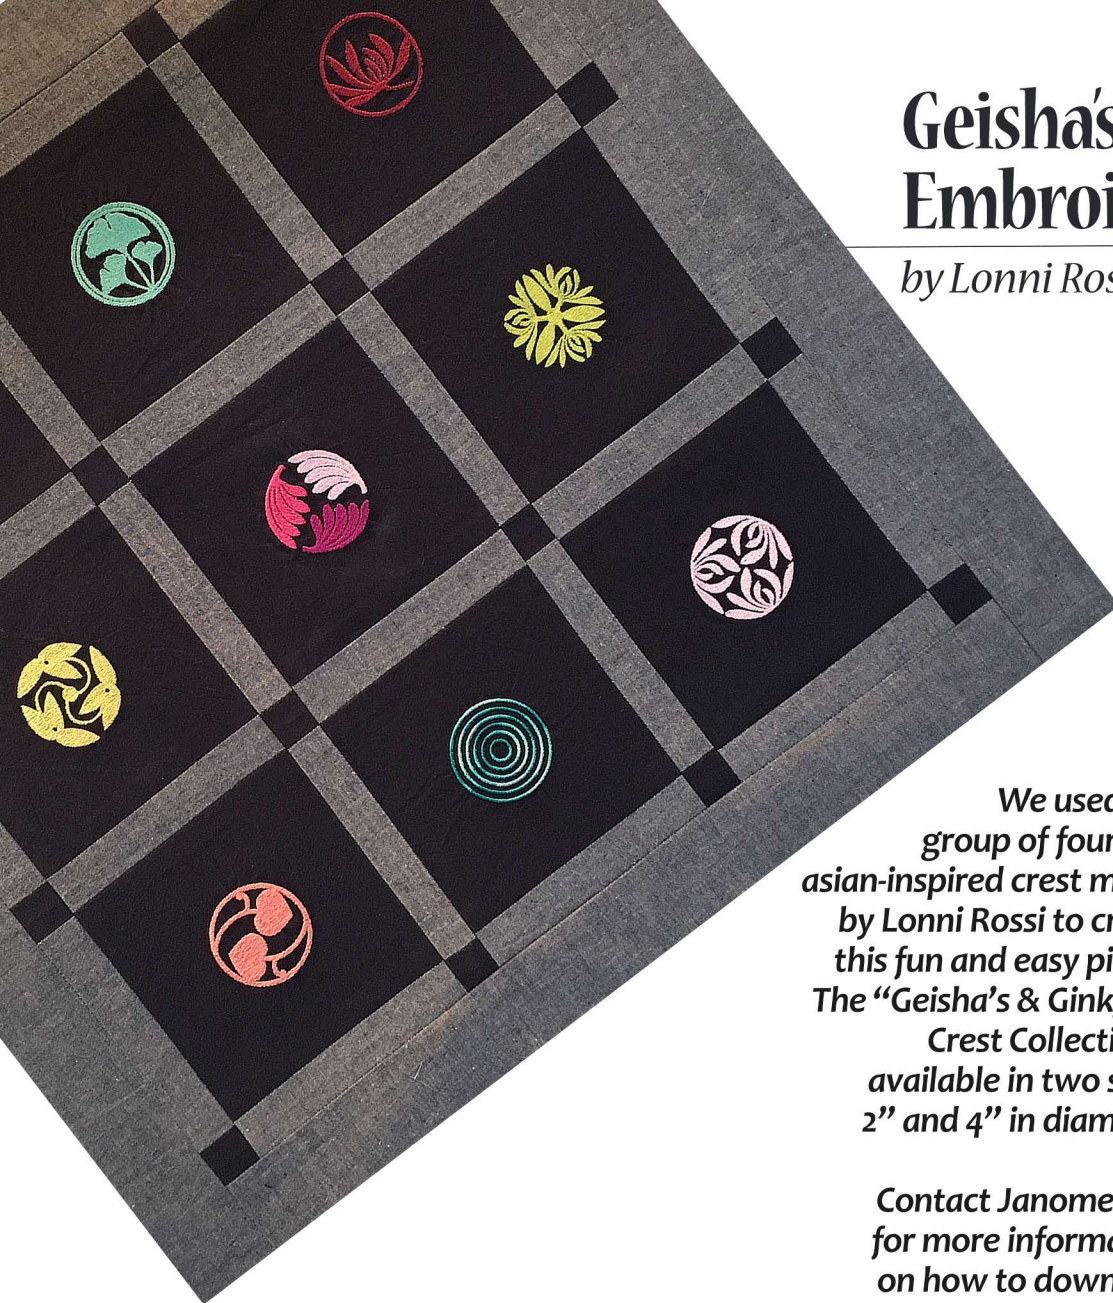 Geisha's
Embroi
by Lonni Ros
We used
group of four
asian-inspired crest m
by Lonni Rossi to cr
this fun and easy pi
The “Geisha’s & Gink
Crest Collecti
available in two s
2” and 4” in diam
Contact Janome
for more informa
on how to down